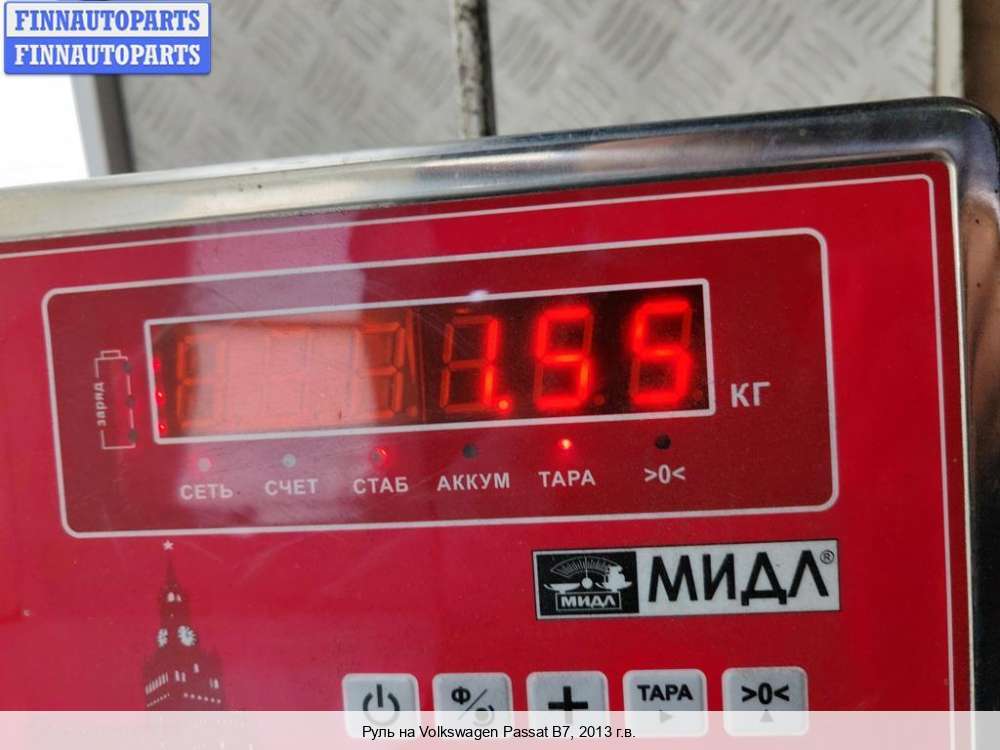 FINNAUTOPARTS
FINNAUTOPARTS
1.55
КГ
заряд
СЕТЬ СЧЕТ СТАБ АККУМ ТАРА >0<
МИДЛ
МИДЛ®
Ф/
+
ТАРА
>0<
Руль на Volkswagen Passat B7, 2013 г.в.